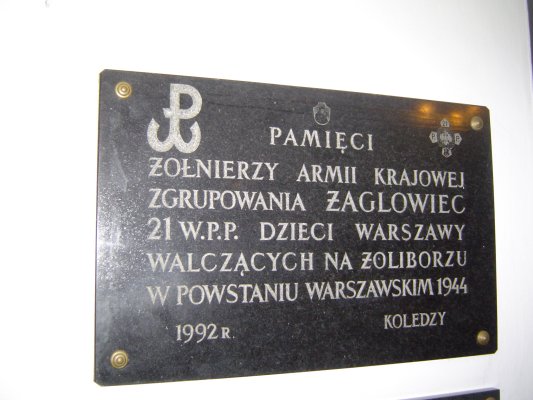 PAMIĘCI
ŻOŁNIERZY ARMII KRAJOWEJ
ZGRUPOWANIA ŻAGLOWIEC
21 W.P.P. DZIECI WARSZAWY
WALCZĄCYCH NA ŻOLIBORZU
W POWSTANIU WARSZAWSKIM 1944
1992 R. KOLEDZY